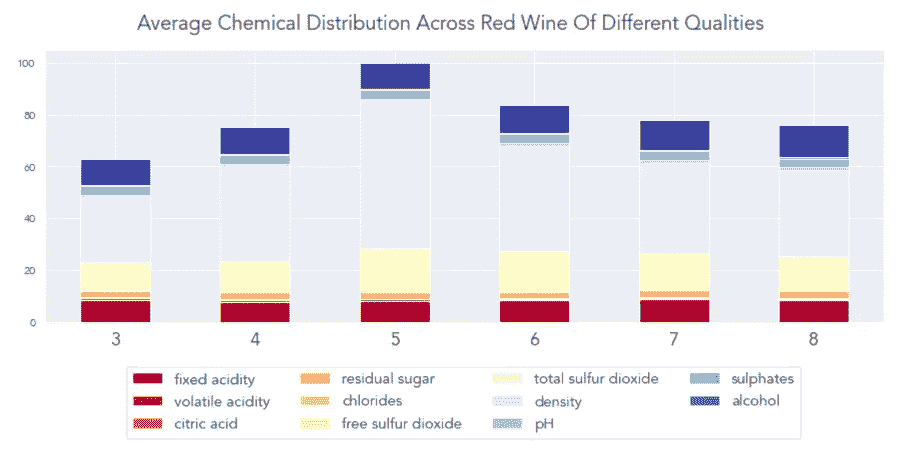 Average Chemical Distribution Across Red Wine Of Different Qualities
100
80
60
40
20
0
3 4 5 6 7 8
fixed acidity residual sugar total sulfur dioxide sulphates
volatile acidity chlorides density alcohol
citric acid free sulfur dioxide pH